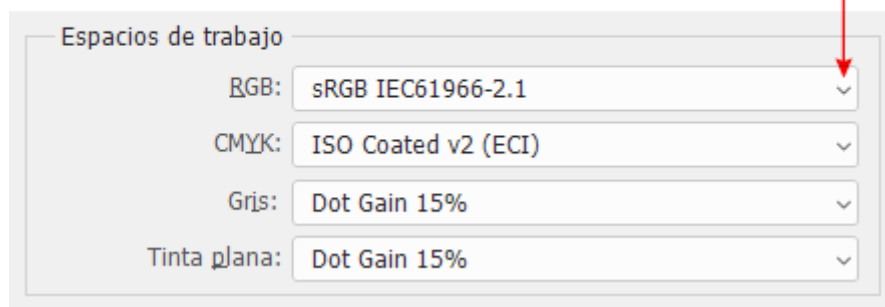 Espacios de trabajo
RGB: sRGB IEC61966-2.1
CMYK: ISO Coated v2 (ECI)
Gris: Dot Gain 15%
Tinta plana: Dot Gain 15%